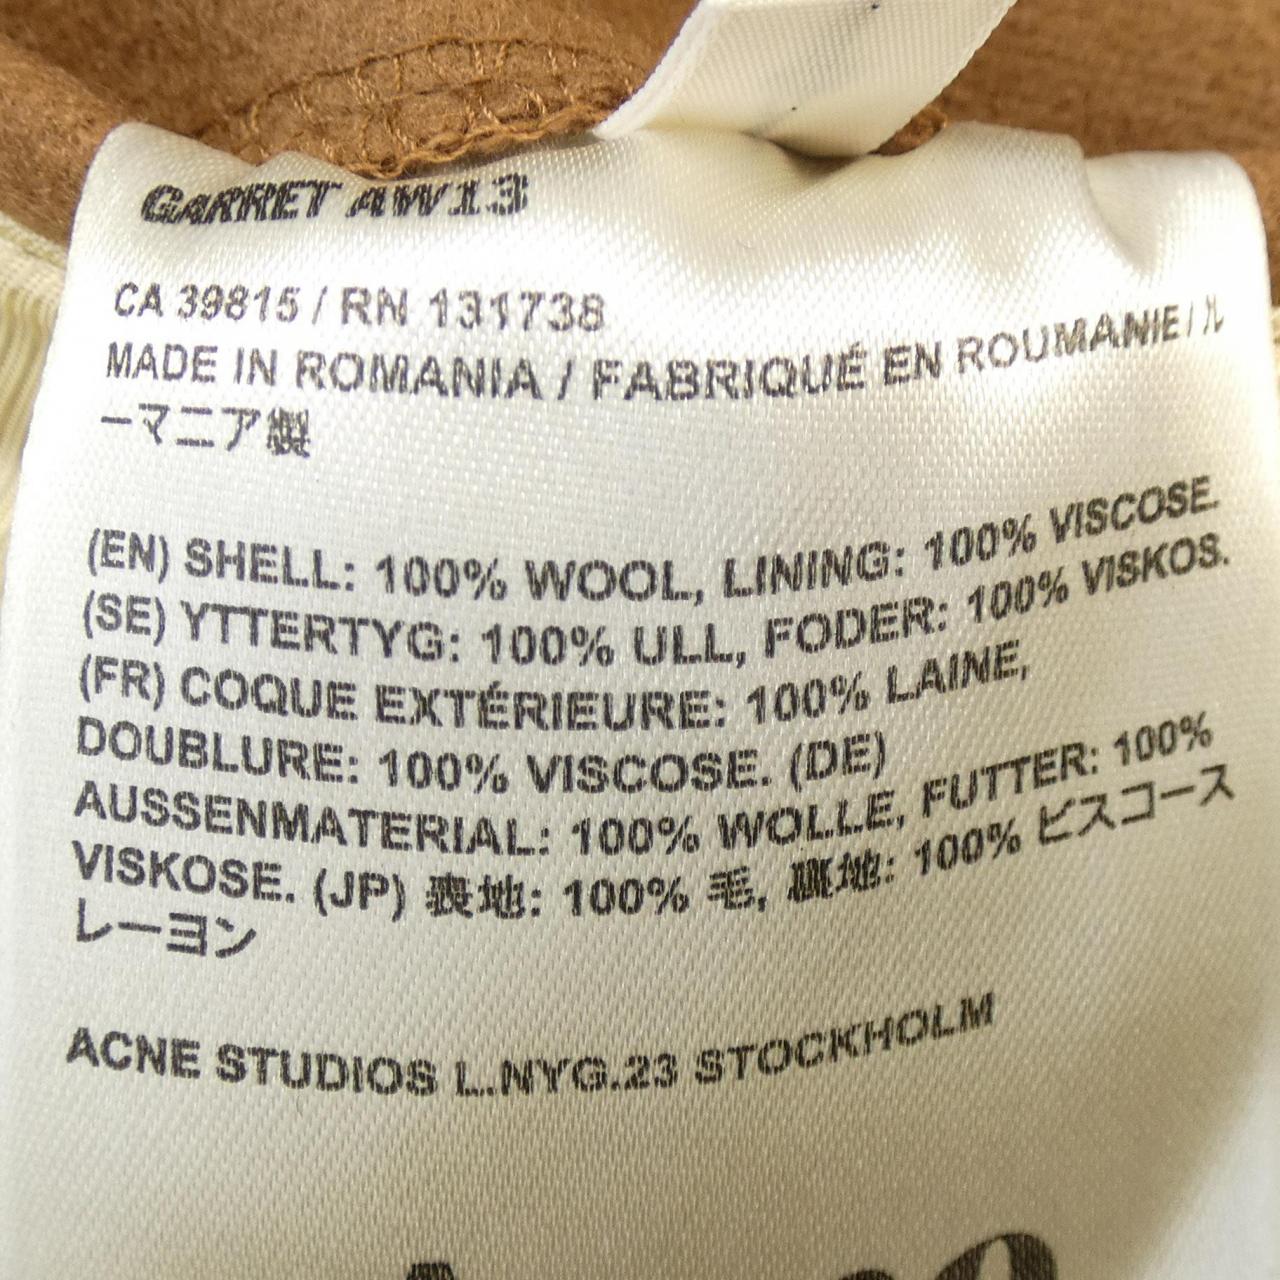 GARRET AW13
CA 39815 / RN 131738
MADE IN ROMANIA / FABRIQUÉ EN ROUMANIE / ル
ーマニア製
(EN) SHELL: 100% WOOL, LINING: 100% VISCOSE.
(SE) YTTERTYG: 100% ULL, FODER: 100% VISKOS.
(FR) COQUE EXTÉRIEURE: 100% LAINE,
DOUBLURE: 100% VISCOSE. (DE)
AUSSENMATERIAL: 100% WOLLE, FUTTER: 100%
VISKOSE. (JP) 表地: 100% 毛, 裏地: 100% ビスコース
レーヨン
ACNE STUDIOS L.NYG.23 STOCKHOLM